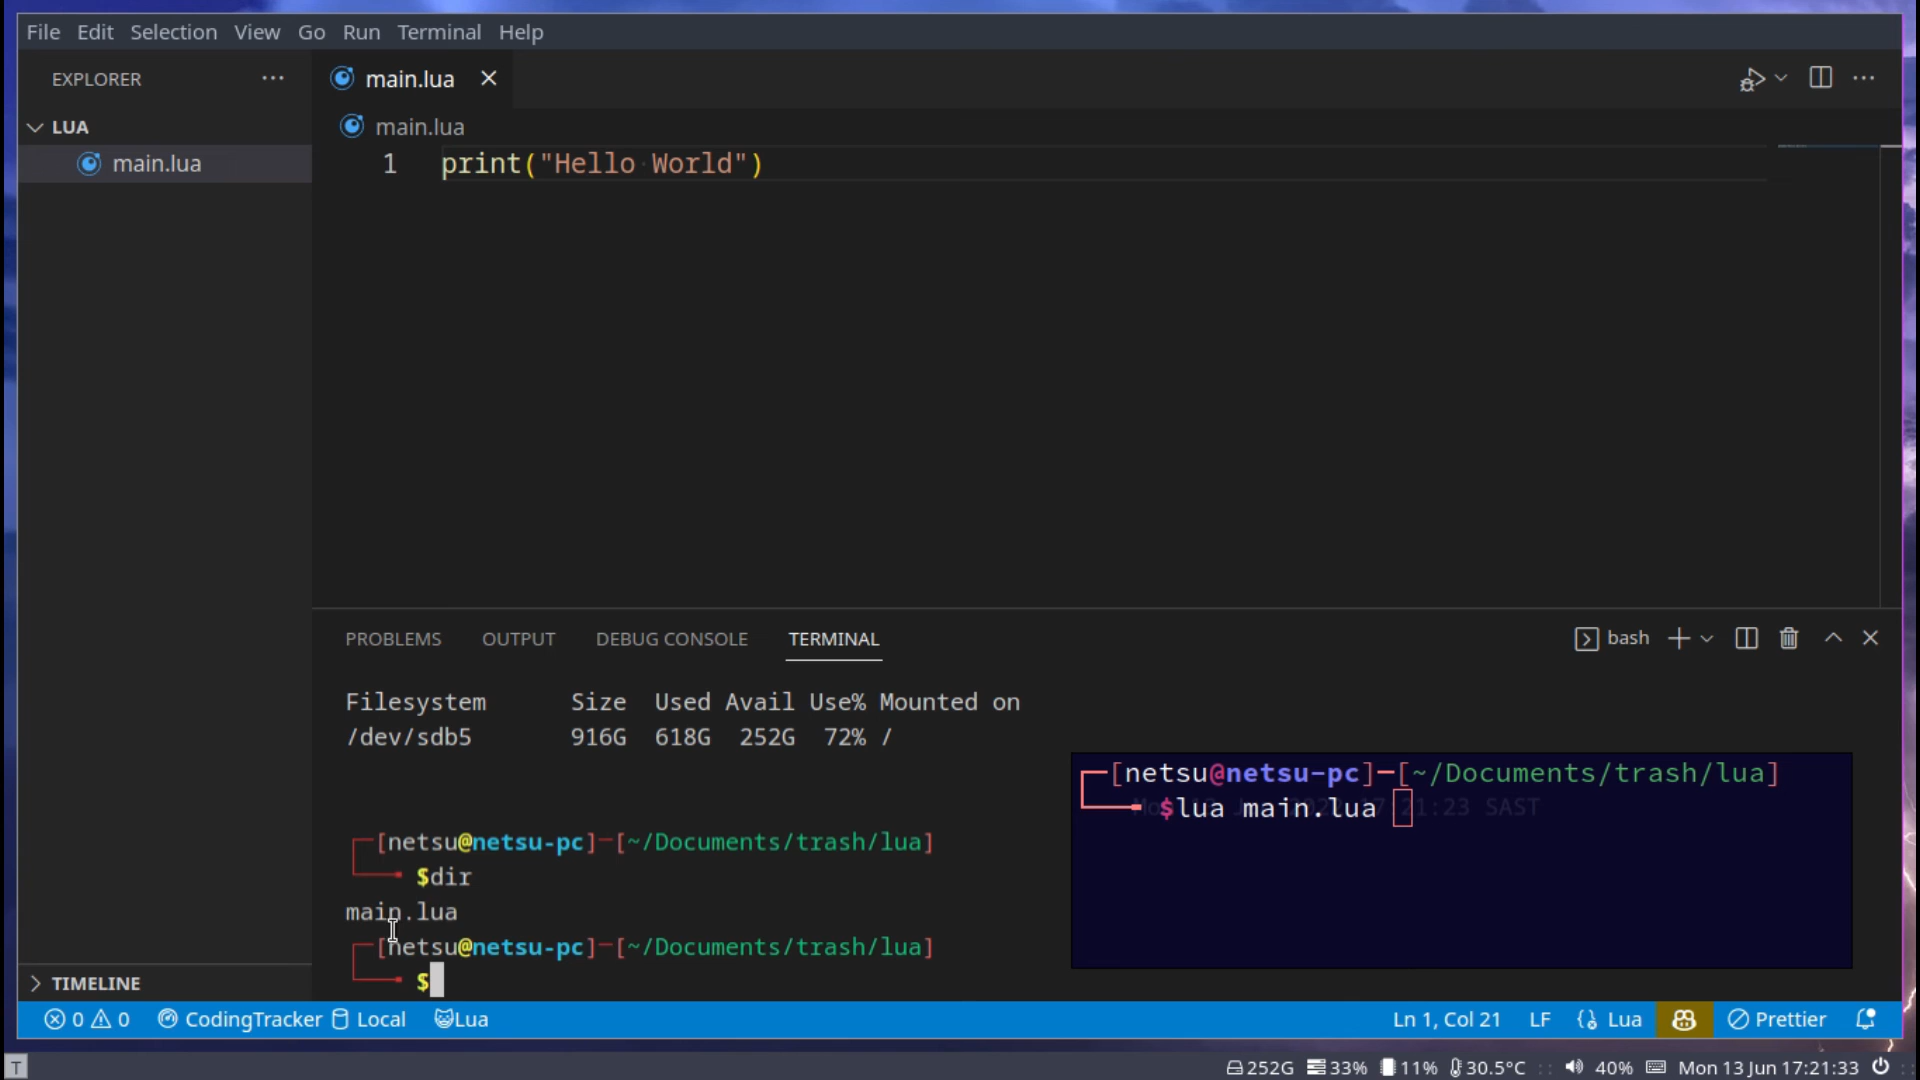 File Edit Selection View Go Run Terminal Help
EXPLORER
LUA
main.lua
TIMELINE
main.lua
main.lua
1 print("Hello World")
PROBLEMS OUTPUT DEBUG CONSOLE TERMINAL
bash
Filesystem Size Used Avail Use% Mounted on
/dev/sdb5 916G 618G 252G 72% /
[netsu@netsu-pc]─[~/Documents/trash/lua]
$dir
main.lua
[netsu@netsu-pc]─[~/Documents/trash/lua]
$
[netsu@netsu-pc]─[~/Documents/trash/lua]
$lua main.lua
21:23 SAST
0 0 CodingTracker Local Lua
Ln 1, Col 21 LF Lua Prettier
T
252G 33% 11% 30.5°C 40% Mon 13 Jun 17:21:33